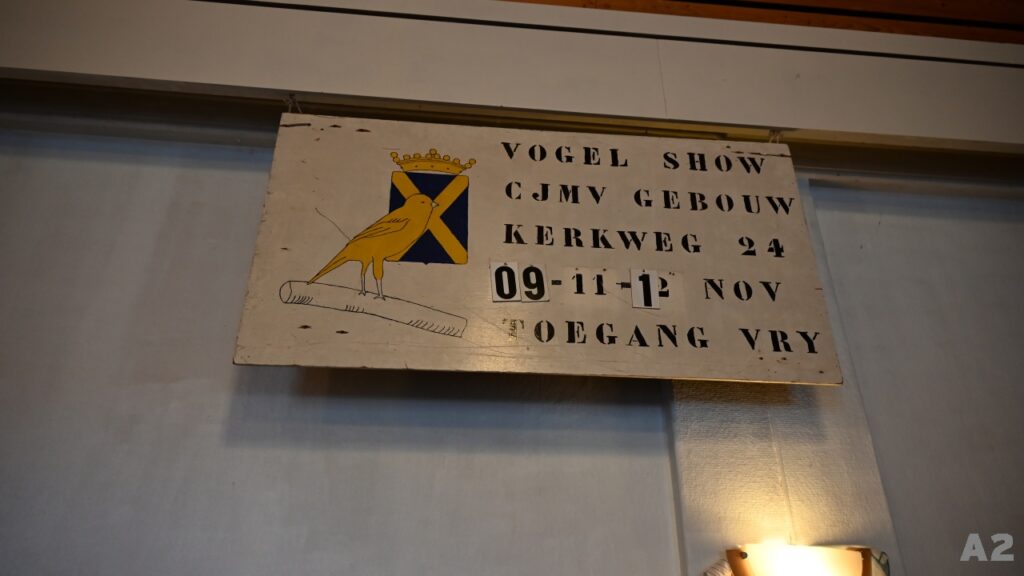 VOGEL SHOW
CJMV GEBOUW
KERKWEG 24
09-11-12 NOV
TOEGANG VRY
A2